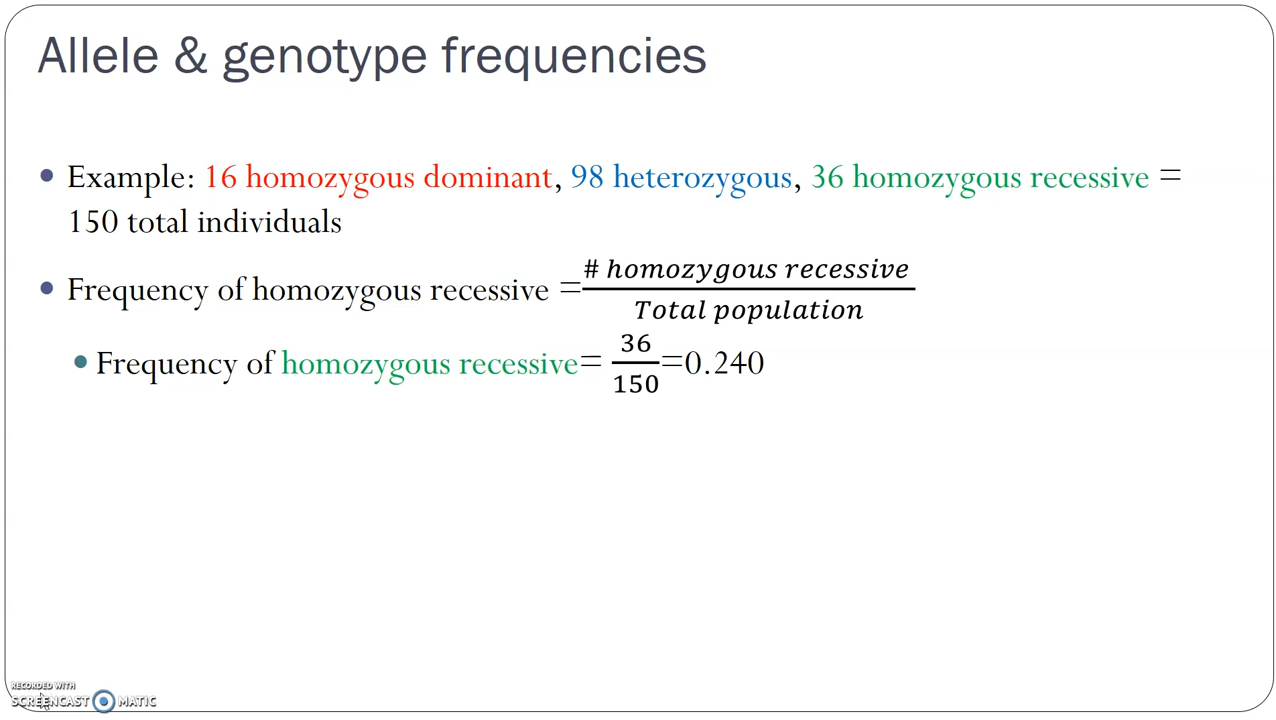 Allele & genotype frequencies
• Example: 16 homozygous dominant, 98 heterozygous, 36 homozygous recessive =
150 total individuals
• Frequency of homozygous recessive = # homozygous recessive / Total population
• Frequency of homozygous recessive= 36/150 =0.240
RECORDED WITH
SCREENCAST MATIC